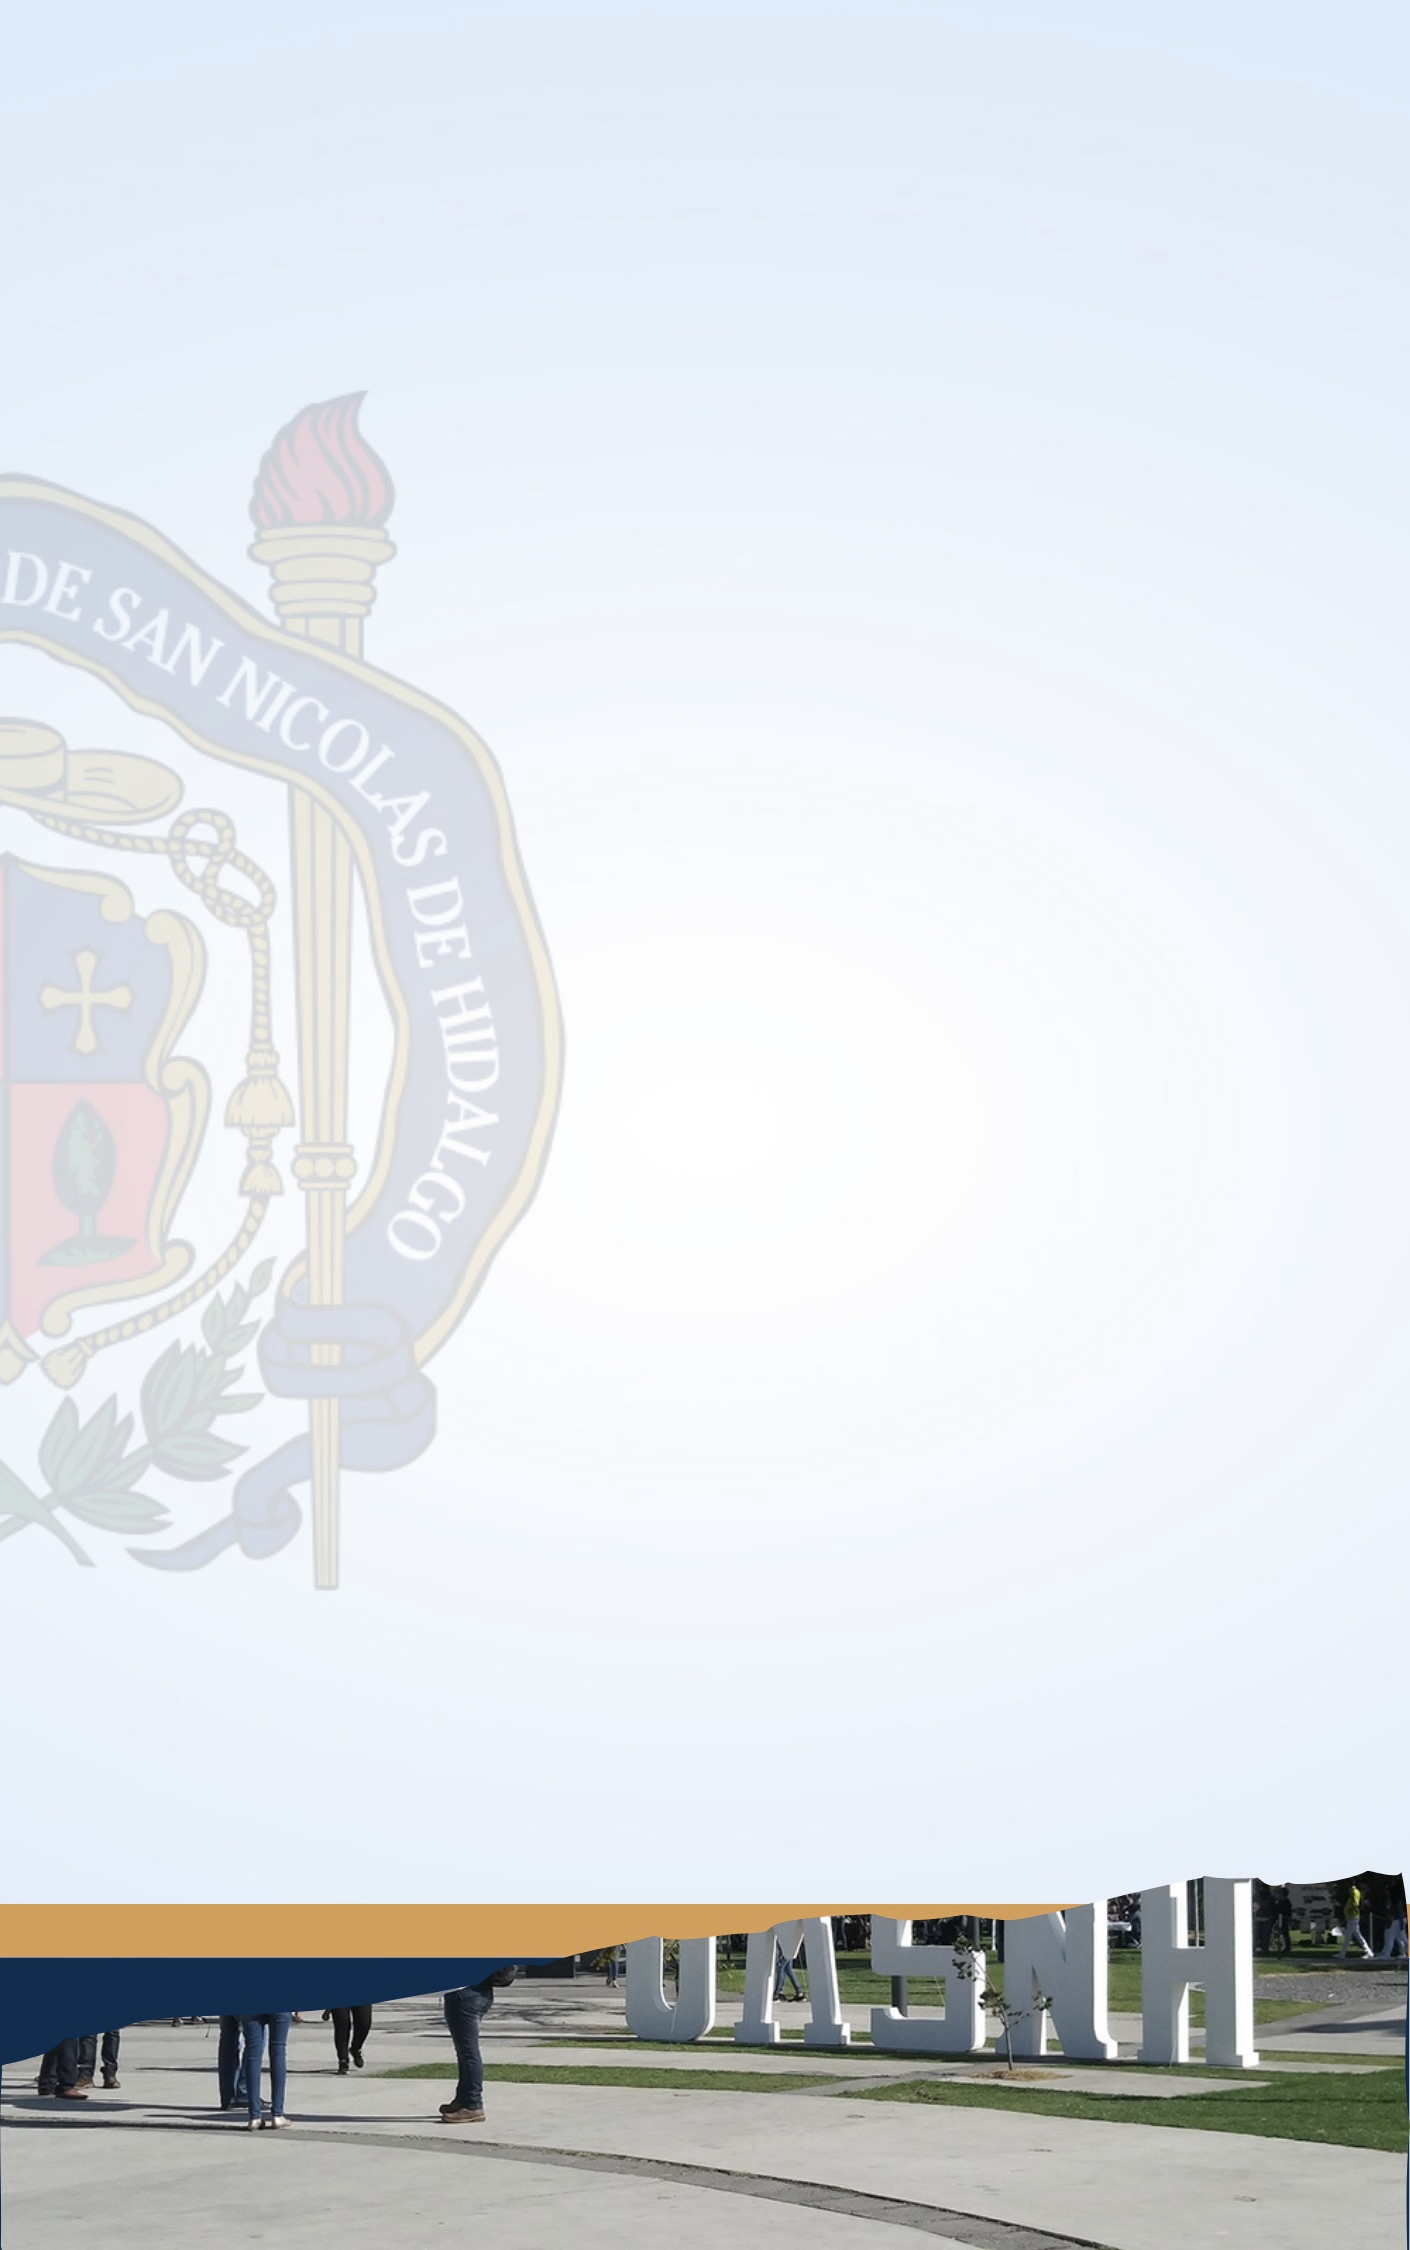 DE SAN NICOLAS DE HIDALGO
UMSNH